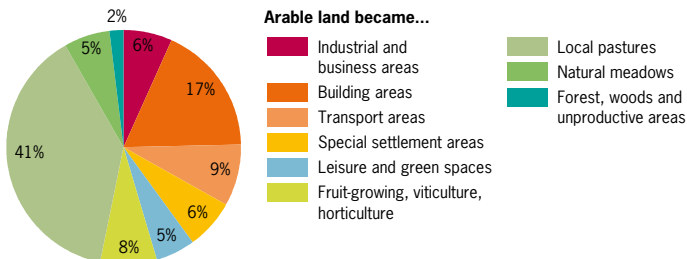 2%
5%
6%
17%
41%
9%
6%
5%
8%
Arable land became...
Industrial and
business areas
Building areas
Transport areas
Special settlement areas
Leisure and green spaces
Fruit-growing, viticulture,
horticulture
Local pastures
Natural meadows
Forest, woods and
unproductive areas